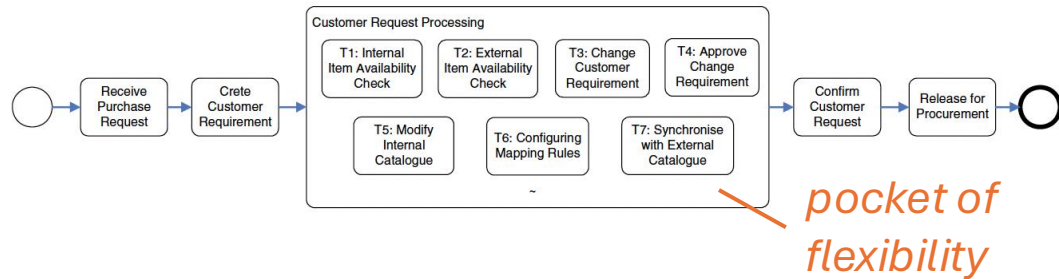 Customer Request Processing
T1: Internal
Item Availability
Check
T2: External
Item Availability
Check
T3: Change
Customer
Requirement
T4: Approve
Change
Requirement
Receive
Purchase
Request
Crete
Customer
Requirement
T5: Modify
Internal
Catalogue
T6: Configuring
Mapping Rules
T7: Synchronise
with External
Catalogue
~
Confirm
Customer
Request
Release for
Procurement
pocket of
flexibility